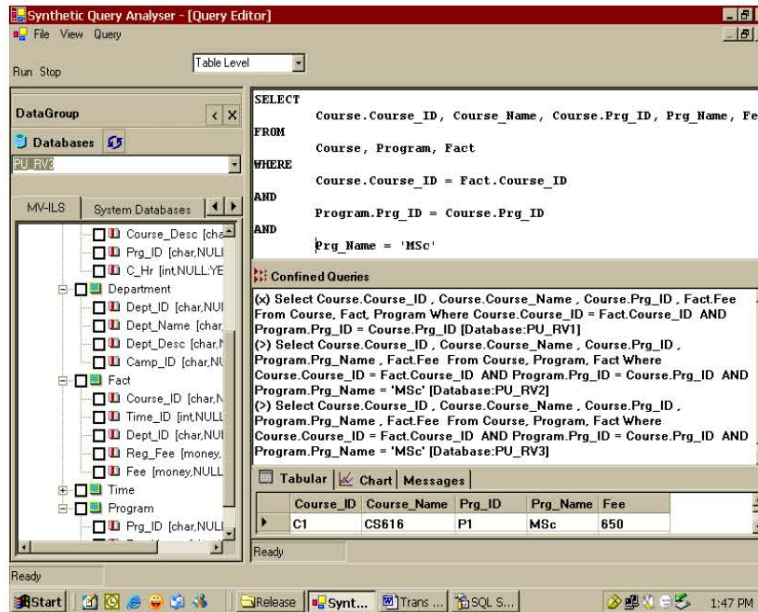 Synthetic Query Analyser - [Query Editor]
File View Query
Run Stop
Table Level
DataGroup
< X
Databases
PU_RV3
MV-ILS System Databases
Course_Desc [cha
Prg_ID [char,NULI
C_Hr [int,NULL:YE
Department
Dept_ID [char,NUI
Dept_Name [char,
Dept_Desc [char,
Camp_ID [char,NU
Fact
Course_ID [char,N
Time_ID [int,NULL
Dept_ID [char,NUI
Reg_Fee [money,
Fee [money,NULL
Time
Program
Prg_ID [char,NULI
SELECT
Course.Course_ID, Course_Name, Course.Prg_ID, Prg_Name, Fe
FROM
Course, Program, Fact
WHERE
Course.Course_ID = Fact.Course_ID
AND
Program.Prg_ID = Course.Prg_ID
AND
Prg_Name = 'MSc'
Confined Queries
(x) Select Course.Course_ID , Course.Course_Name , Course.Prg_ID , Fact.Fee
From Course, Fact, Program Where Course.Course_ID = Fact.Course_ID AND
Program.Prg_ID = Course.Prg_ID [Database:PU_RV1]
(>) Select Course.Course_ID , Course.Course_Name , Course.Prg_ID ,
Program.Prg_Name , Fact.Fee From Course, Program, Fact Where
Course.Course_ID = Fact.Course_ID AND Program.Prg_ID = Course.Prg_ID AND
Program.Prg_Name = 'MSc' [Database:PU_RV2]
(>) Select Course.Course_ID , Course.Course_Name , Course.Prg_ID ,
Program.Prg_Name , Fact.Fee From Course, Program, Fact Where
Course.Course_ID = Fact.Course_ID AND Program.Prg_ID = Course.Prg_ID AND
Program.Prg_Name = 'MSc' [Database:PU_RV3]
Tabular Chart Messages
Course_ID Course_Name Prg_ID Prg_Name Fee
C1 CS616 P1 MSc 650
Ready
Ready
Start Release Synt... Trans ... SQL S... 1:47 PM